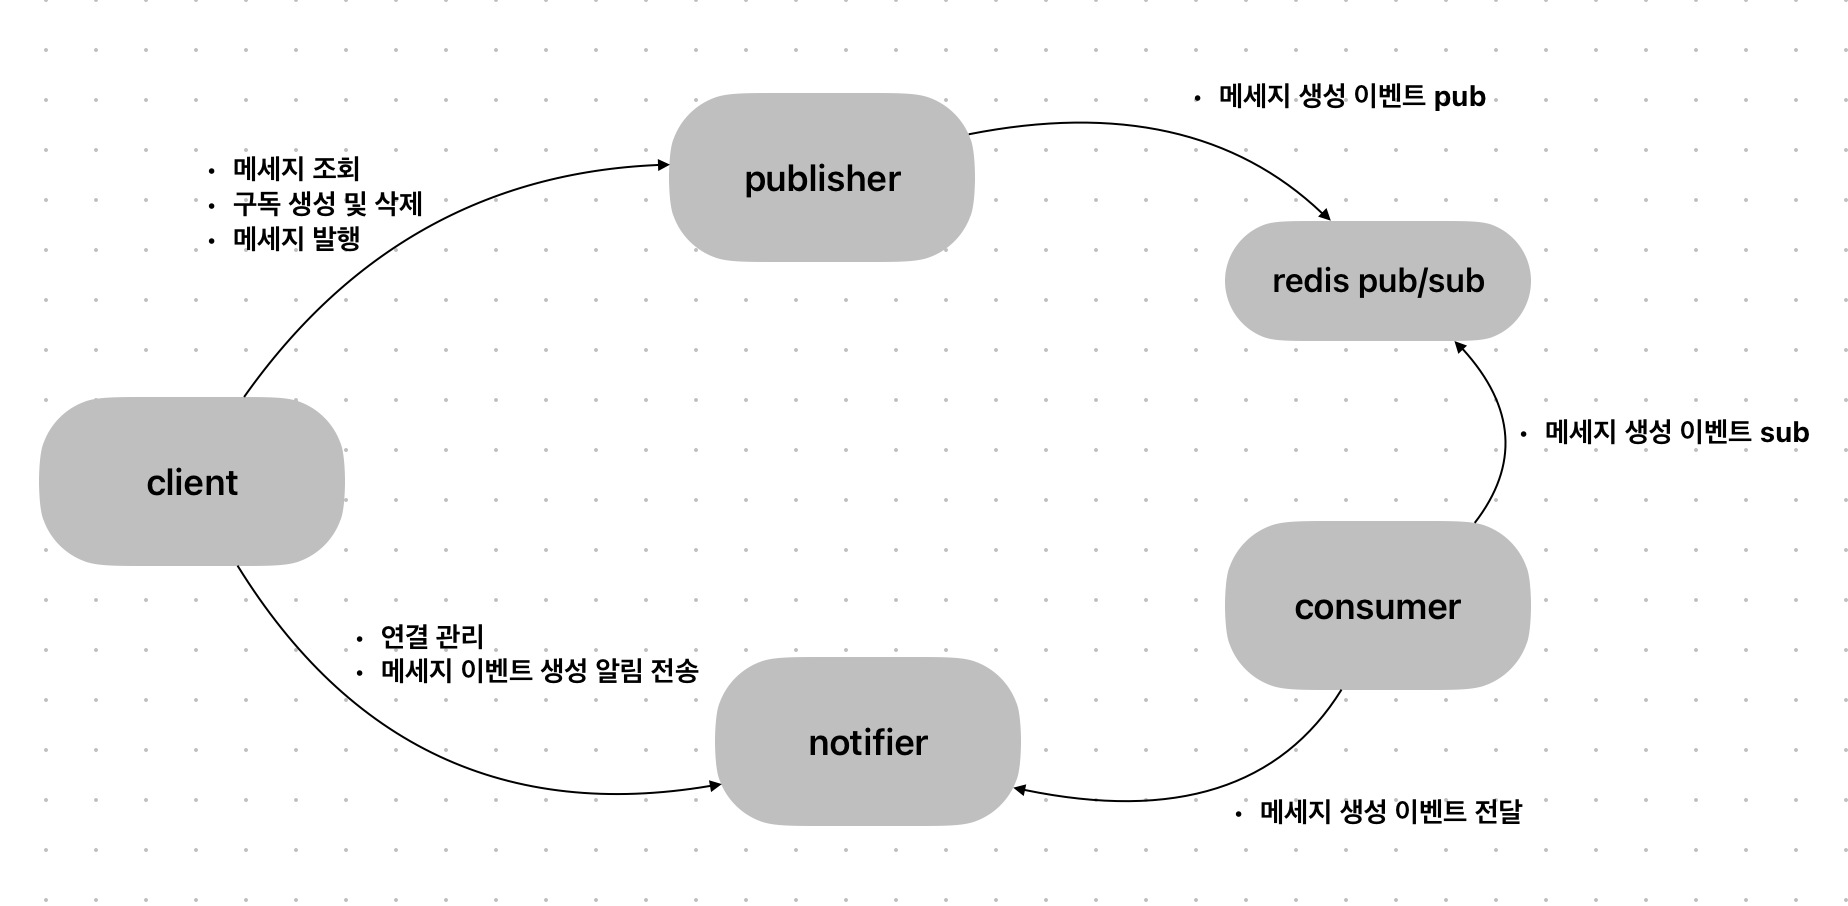 • 메세지 생성 이벤트 pub
publisher
• 메세지 조회
• 구독 생성 및 삭제
• 메세지 발행
redis pub/sub
• 메세지 생성 이벤트 sub
client
consumer
• 연결 관리
• 메세지 이벤트 생성 알림 전송
notifier
• 메세지 생성 이벤트 전달